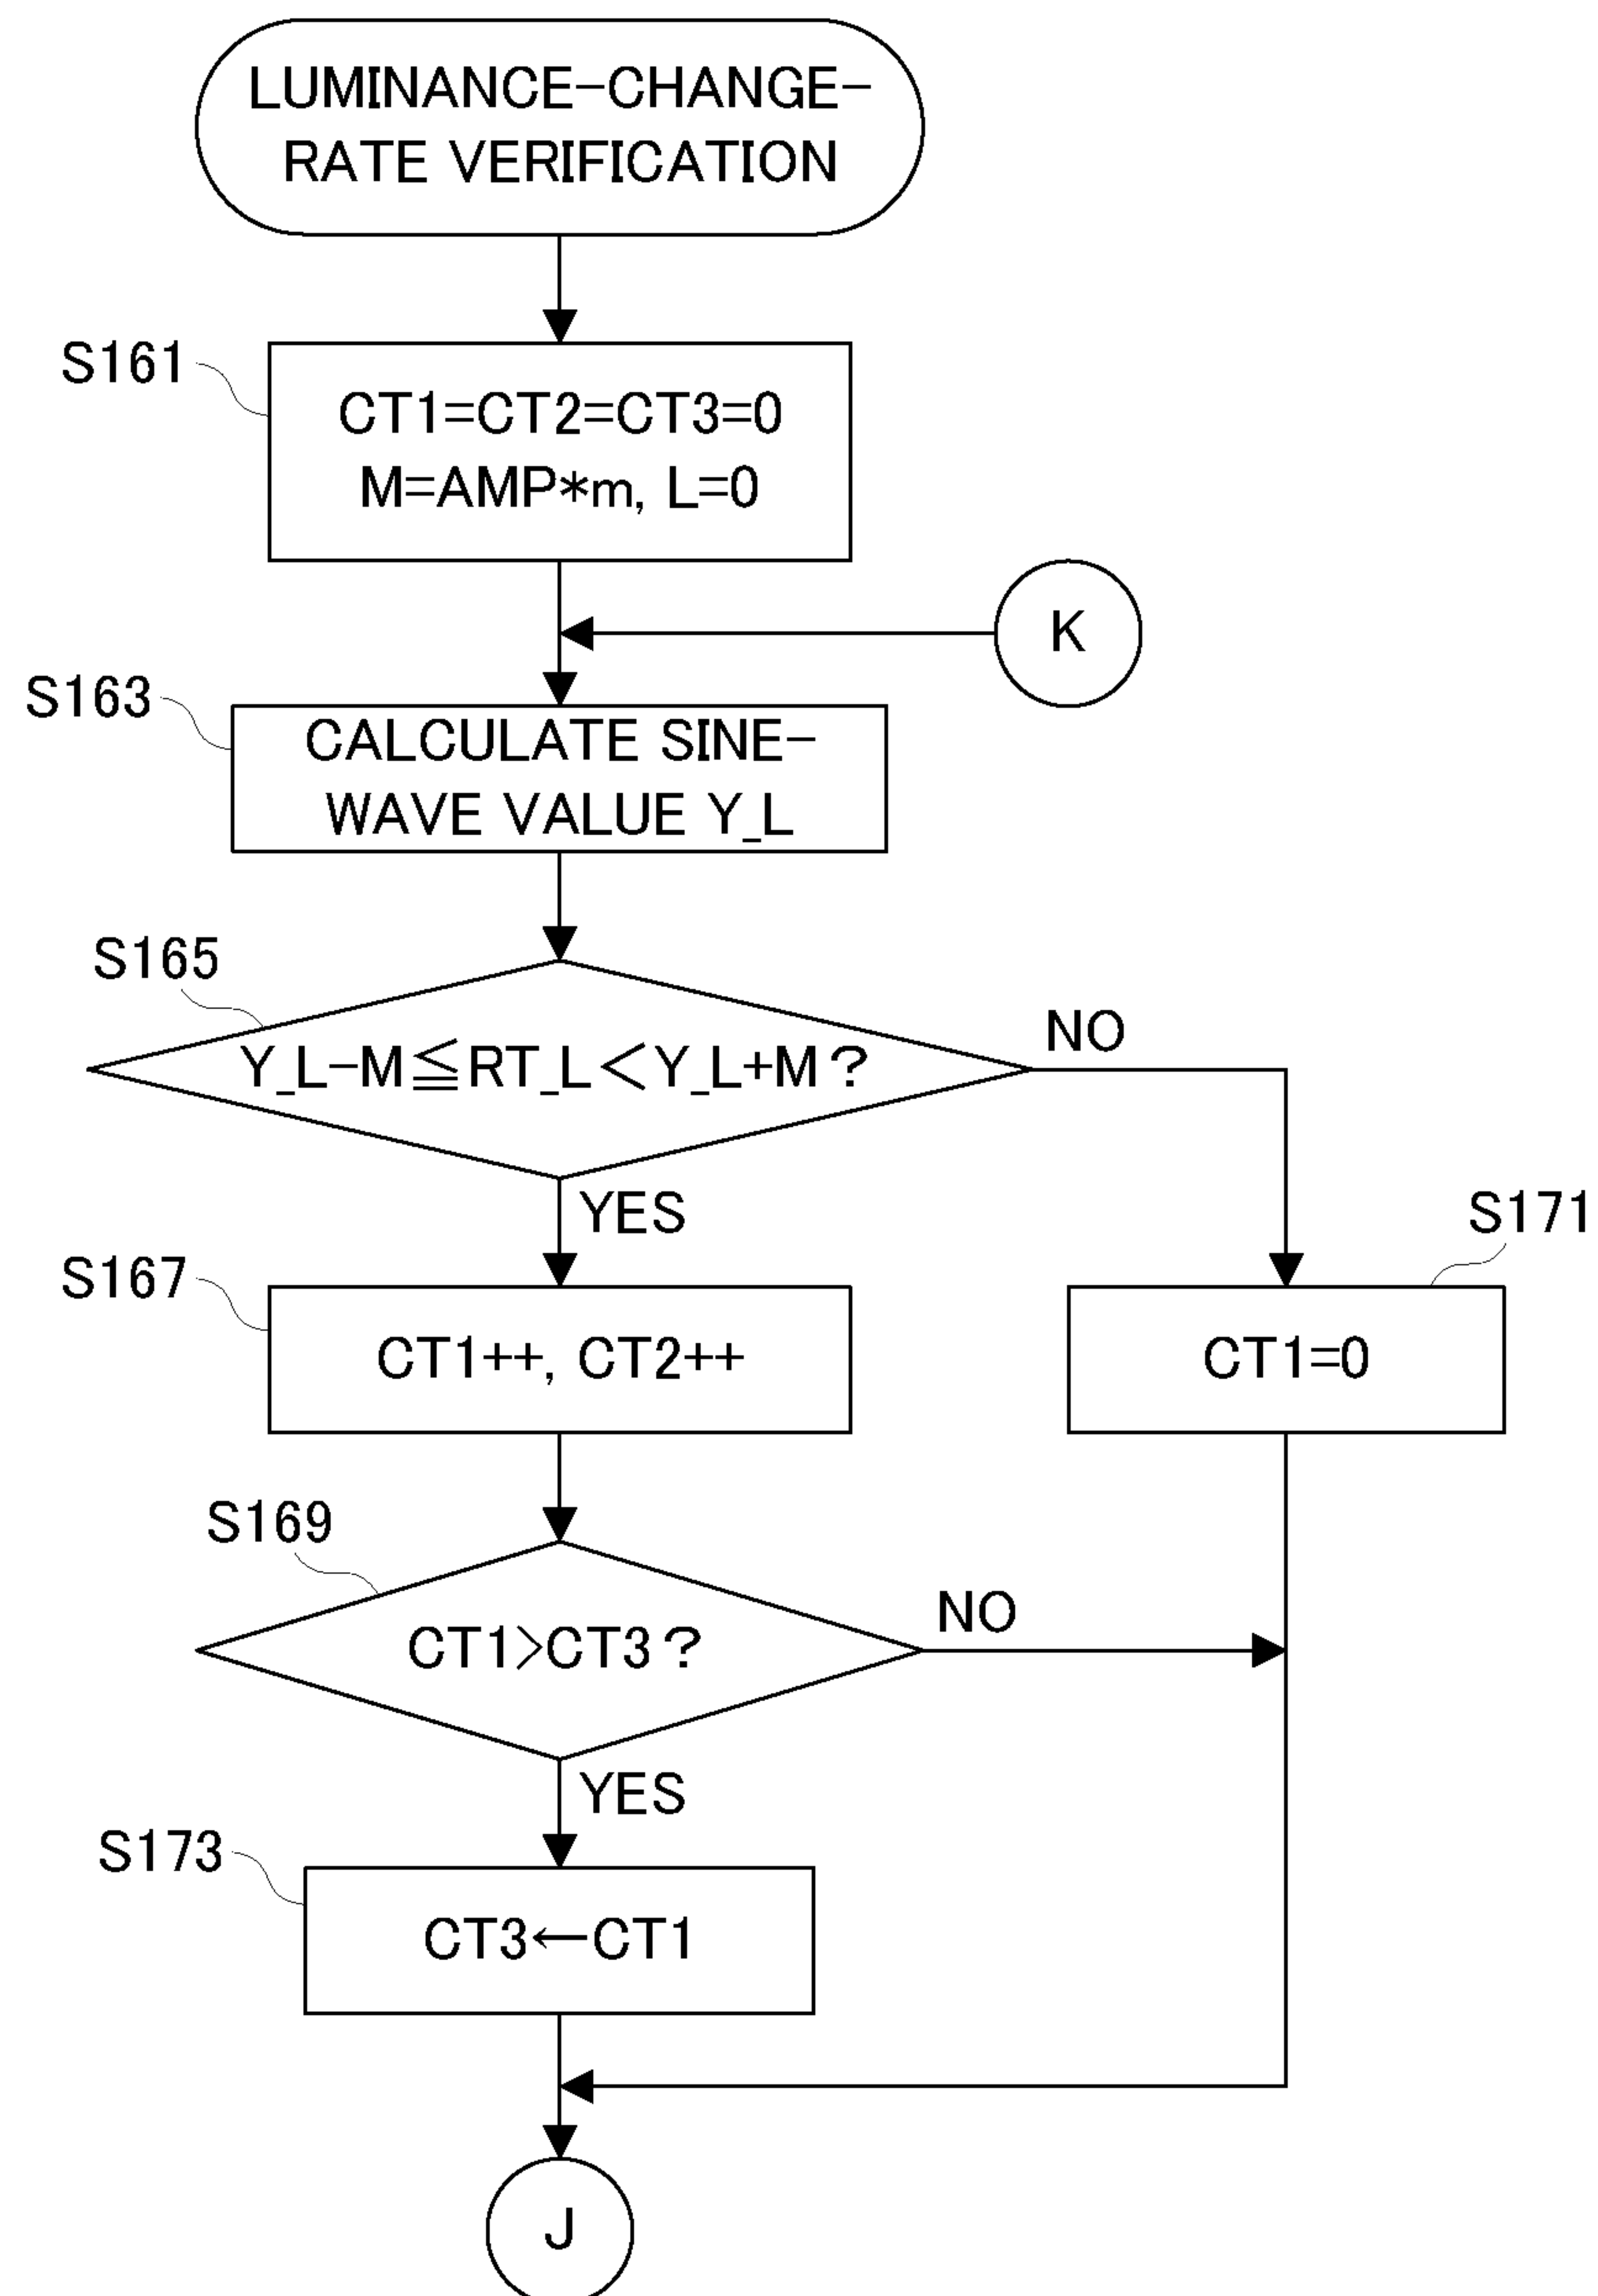 LUMINANCE-CHANGE-
RATE VERIFICATION
S161
CT1=CT2=CT3=0
M=AMP*m, L=0
K
S163
CALCULATE SINE-
WAVE VALUE Y_L
S165
Y_L-M≦RT_L<Y_L+M?
NO
YES
S171
S167
CT1++, CT2++
CT1=0
S169
CT1>CT3?
NO
YES
S173
CT3←CT1
J